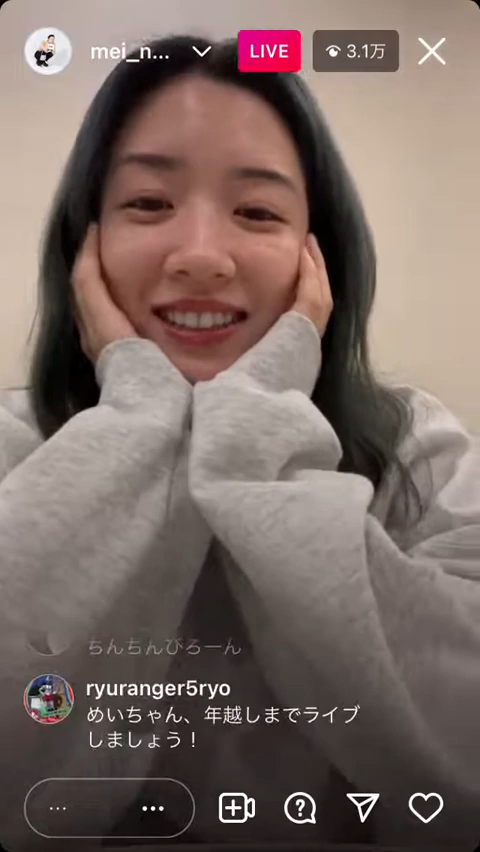 mei_n...
LIVE
3.1万
ちんちんびろーん
ryuranger5ryo
めいちゃん、年越しまでライブ
しましょう！